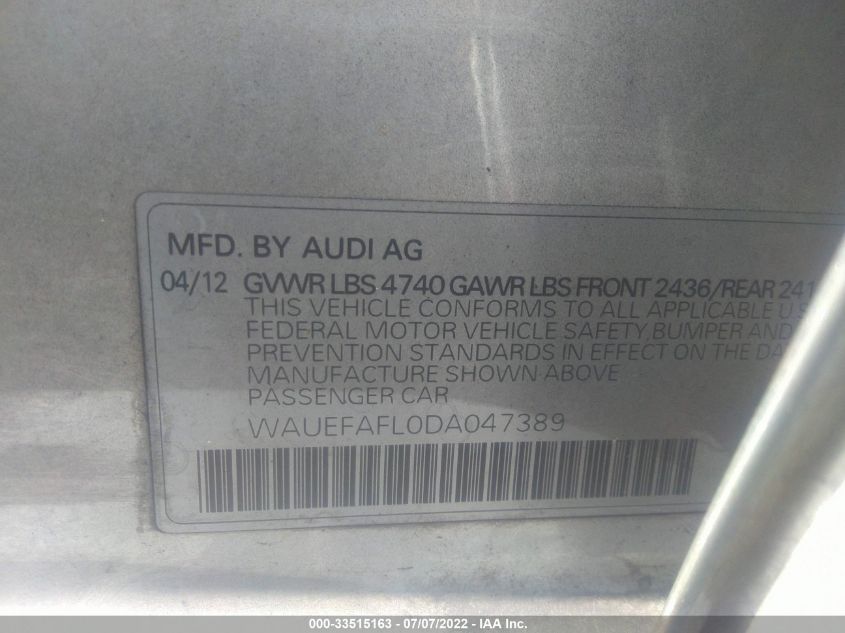 MFD. BY AUDI AG
04/12 GVWR LBS 4740 GAWR LBS FRONT 2436/REAR 241
THIS VEHICLE CONFORMS TO ALL APPLICABLE U.S
FEDERAL MOTOR VEHICLE SAFETY, BUMPER AND
PREVENTION STANDARDS IN EFFECT ON THE DA
MANUFACTURE SHOWN ABOVE
PASSENGER CAR
WAUEFAFL0DA047389
000-33515163 - 07/07/2022 - IAA Inc.